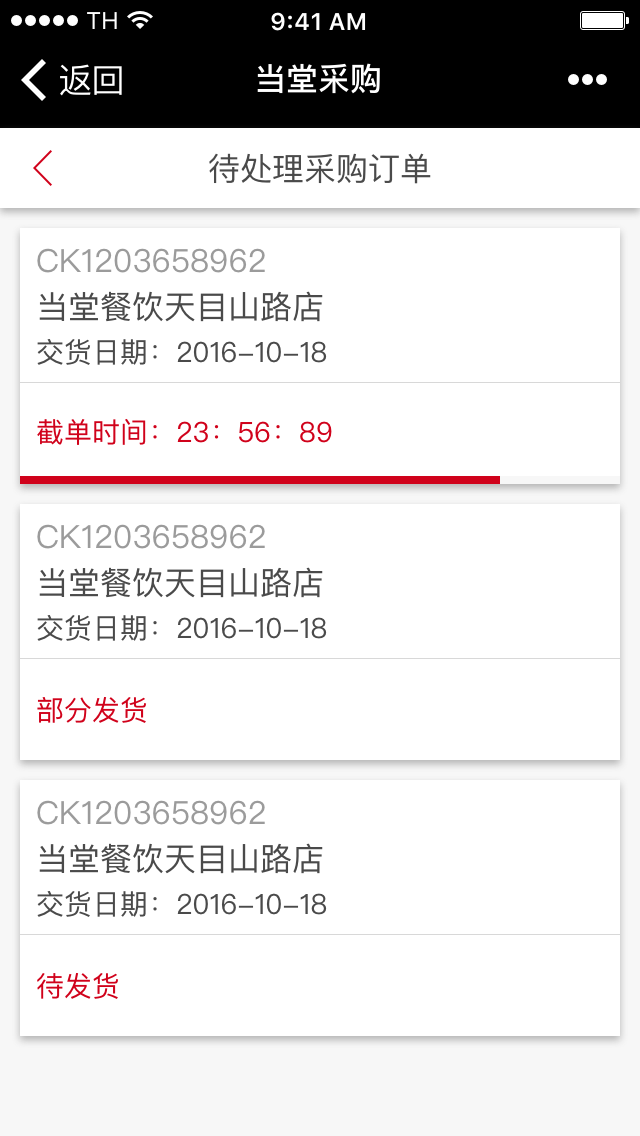 TH 9:41 AM
返回 当堂采购
待处理采购订单
CK1203658962
当堂餐饮天目山路店
交货日期：2016-10-18
截单时间：23：56：89
CK1203658962
当堂餐饮天目山路店
交货日期：2016-10-18
部分发货
CK1203658962
当堂餐饮天目山路店
交货日期：2016-10-18
待发货